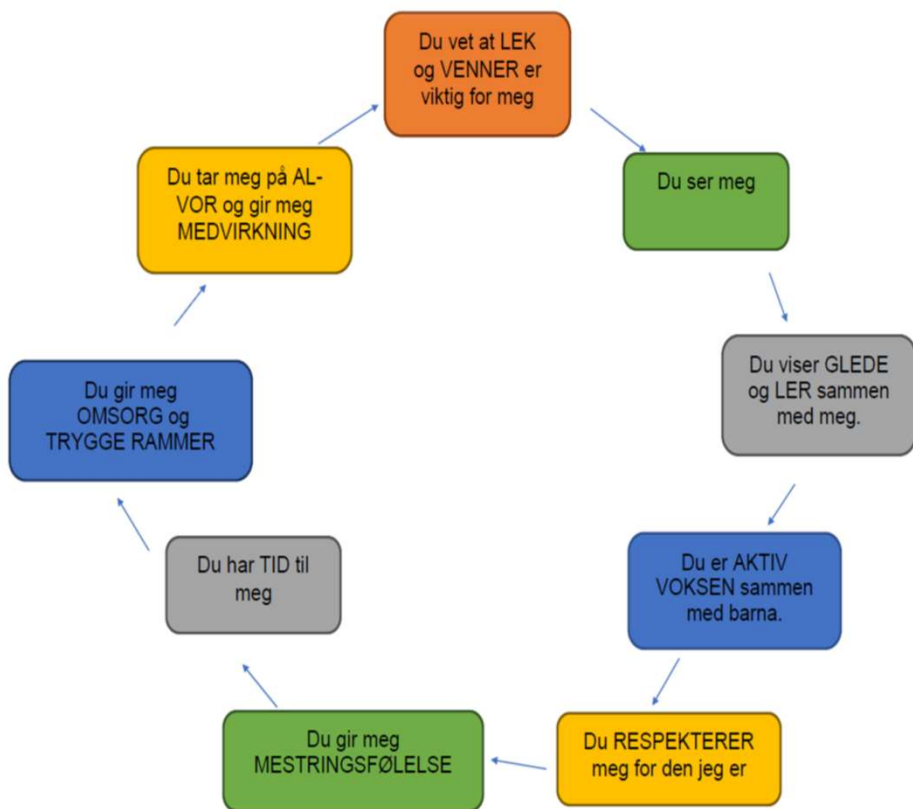 Du vet at LEK
og VENNER er
viktig for meg
Du ser meg
Du viser GLEDE
og LER sammen
med meg.
Du er AKTIV
VOKSEN sammen
med barna.
Du RESPEKTERER
meg for den jeg er
Du gir meg
MESTRINGSFØLELSE
Du har TID til
meg
Du gir meg
OMSORG og
TRYGGE RAMMER
Du tar meg på AL-
VOR og gir meg
MEDVIRKNING